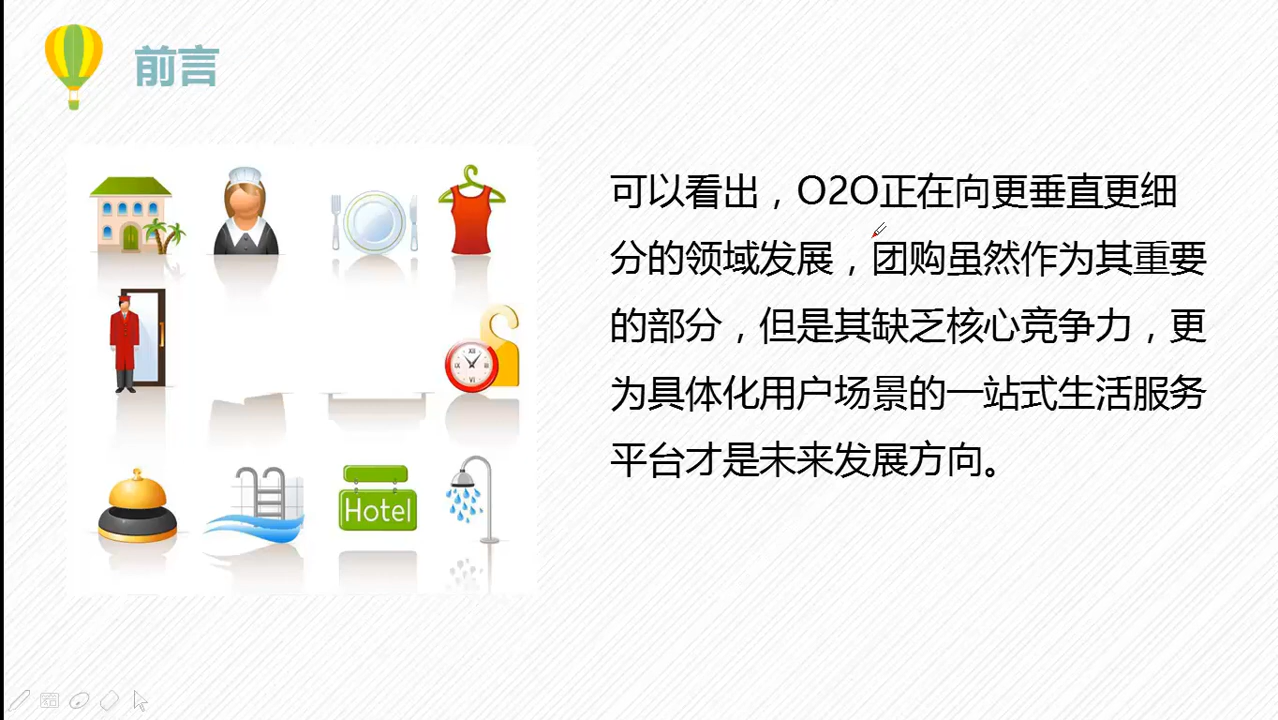 前言
可以看出，O2O正在向更垂直更细
分的领域发展，团购虽然作为其重要
的部分，但是其缺乏核心竞争力，更
为具体化用户场景的一站式生活服务
平台才是未来发展方向。
Hotel